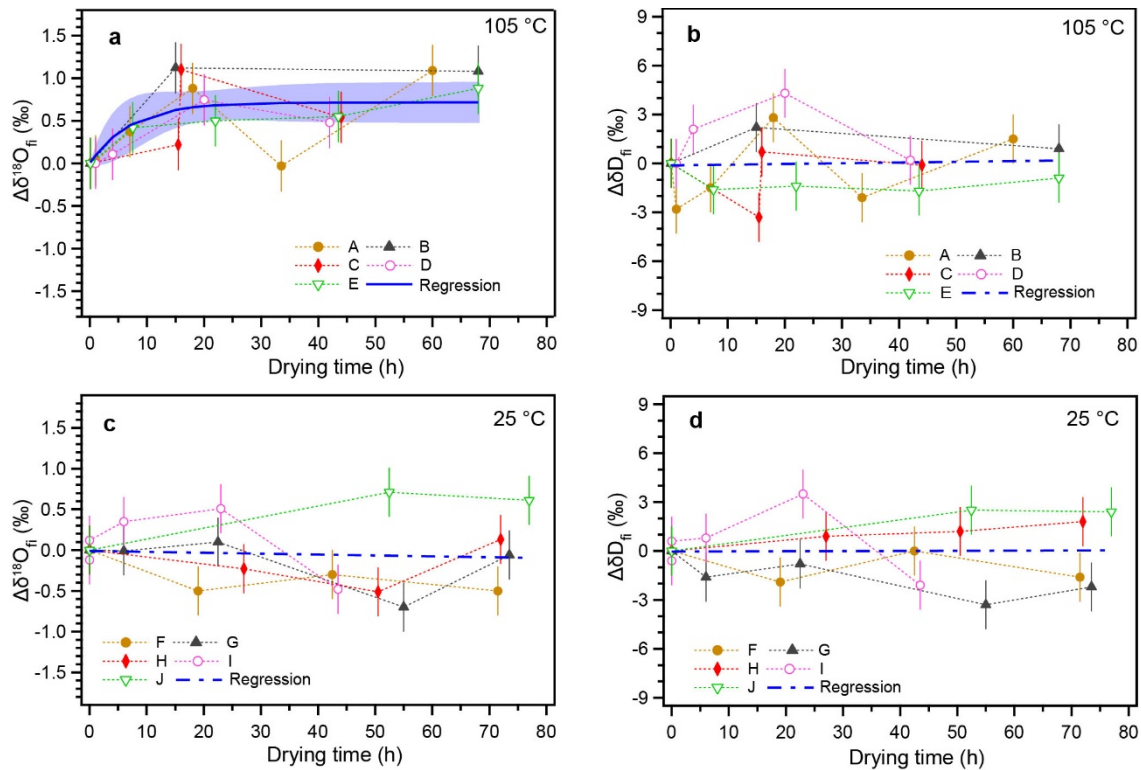 a
105 °C
Δδ¹⁸O_fi (‰)
1.5
1.0
0.5
0.0
-0.5
-1.0
-1.5
A B
C D
E Regression
0 10 20 30 40 50 60 70 80
Drying time (h)
b
105 °C
ΔδD_fi (‰)
9
6
3
0
-3
-6
-9
A B
C D
E Regression
0 10 20 30 40 50 60 70 80
Drying time (h)
c
25 °C
Δδ¹⁸O_fi (‰)
1.5
1.0
0.5
0.0
-0.5
-1.0
-1.5
F G
H I
J Regression
0 10 20 30 40 50 60 70 80
Drying time (h)
d
25 °C
ΔδD_fi (‰)
9
6
3
0
-3
-6
-9
F G
H I
J Regression
0 10 20 30 40 50 60 70 80
Drying time (h)